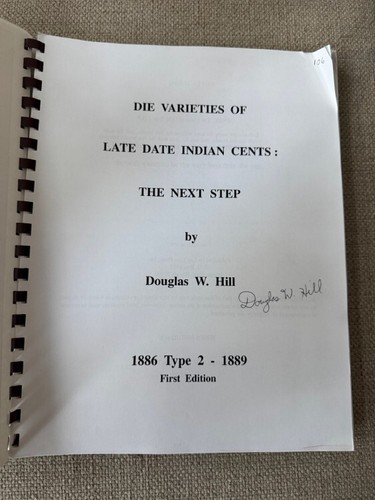 106
DIE VARIETIES OF
LATE DATE INDIAN CENTS :
THE NEXT STEP
by
Douglas W. Hill
Douglas W. Hill
1886 Type 2 - 1889
First Edition